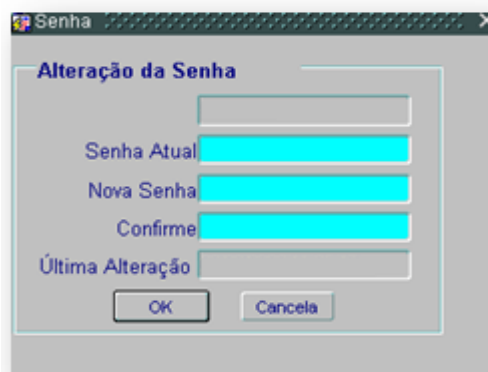 Senha
Alteração da Senha
Senha Atual
Nova Senha
Confirme
Última Alteração
OK Cancela